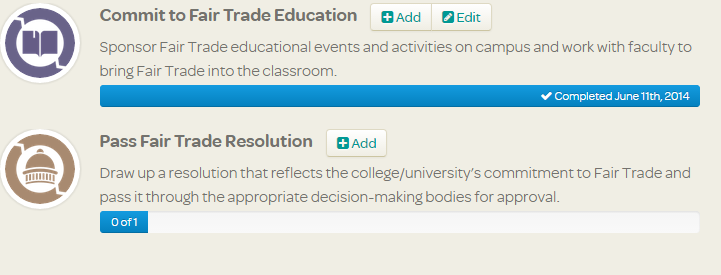 Commit to Fair Trade Education Add Edit
Sponsor Fair Trade educational events and activities on campus and work with faculty to
bring Fair Trade into the classroom.
Completed June 11th, 2014
Pass Fair Trade Resolution Add
Draw up a resolution that reflects the college/university's commitment to Fair Trade and
pass it through the appropriate decision-making bodies for approval.
0 of 1